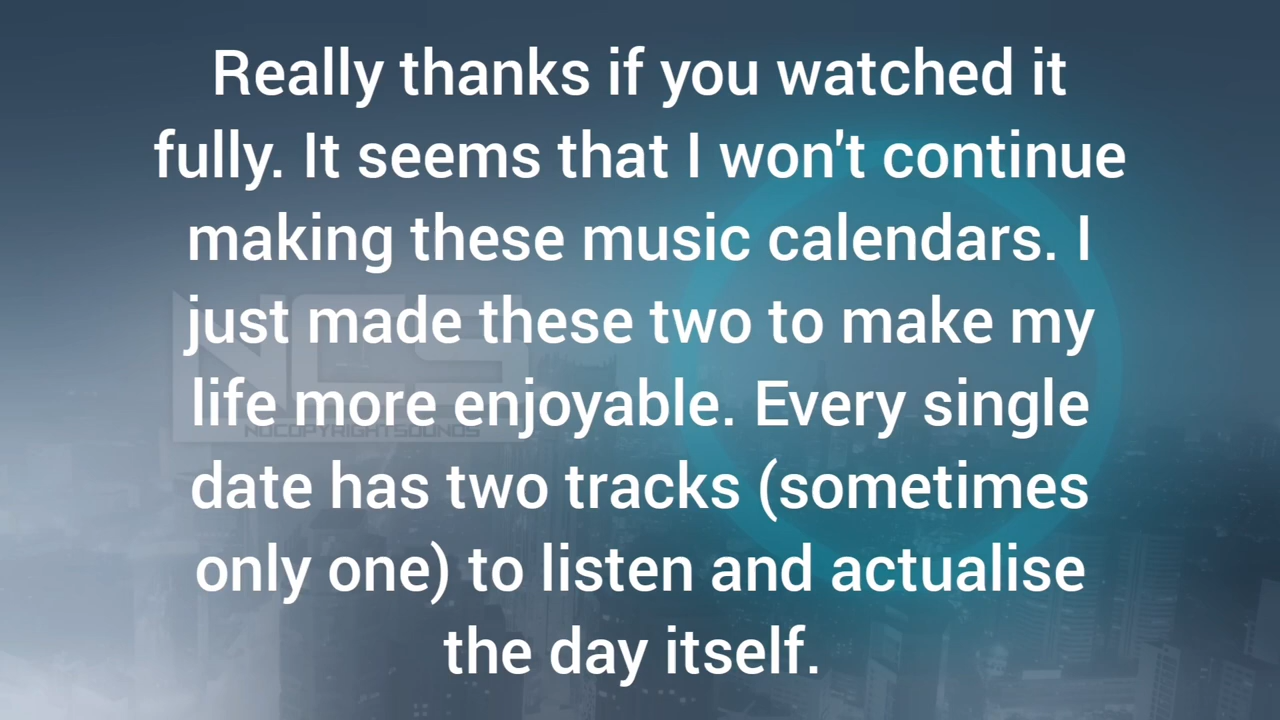 Really thanks if you watched it
fully. It seems that I won't continue
making these music calendars. I
just made these two to make my
life more enjoyable. Every single
date has two tracks (sometimes
only one) to listen and actualise
the day itself.
NCS
NOCOPYRIGHTSOUNDS